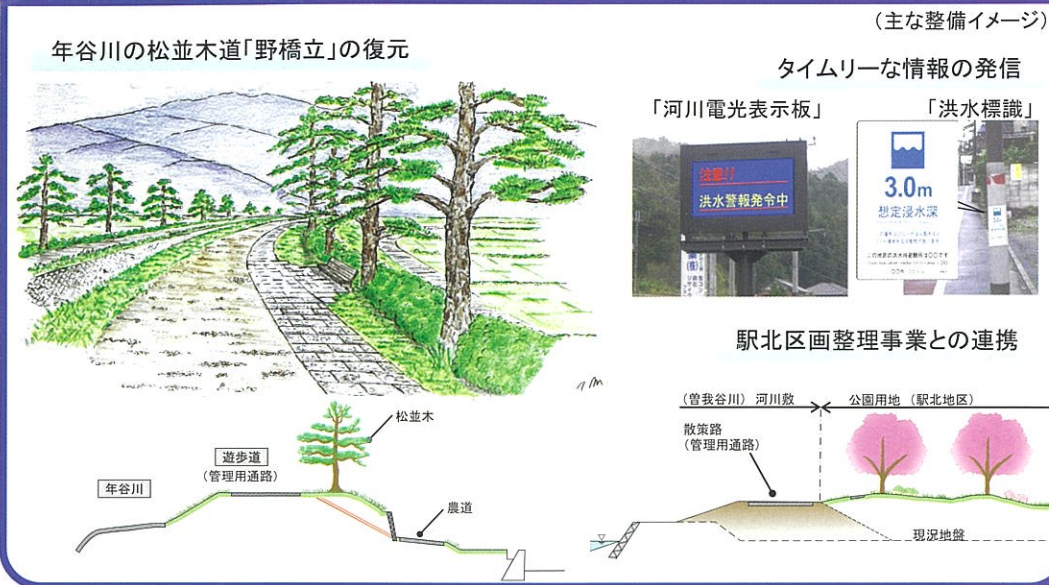 (主な整備イメージ)
年谷川の松並木道「野橋立」の復元
タイムリーな情報の発信
「河川電光表示板」
「洪水標識」
注意!!
洪水警報発令中
3.0m
想定浸水深
駅北区画整理事業との連携
松並木
遊歩道
(管理用通路)
年谷川
農道
(曽我谷川) 河川敷
公園用地 (駅北地区)
散策路
(管理用通路)
現況地盤